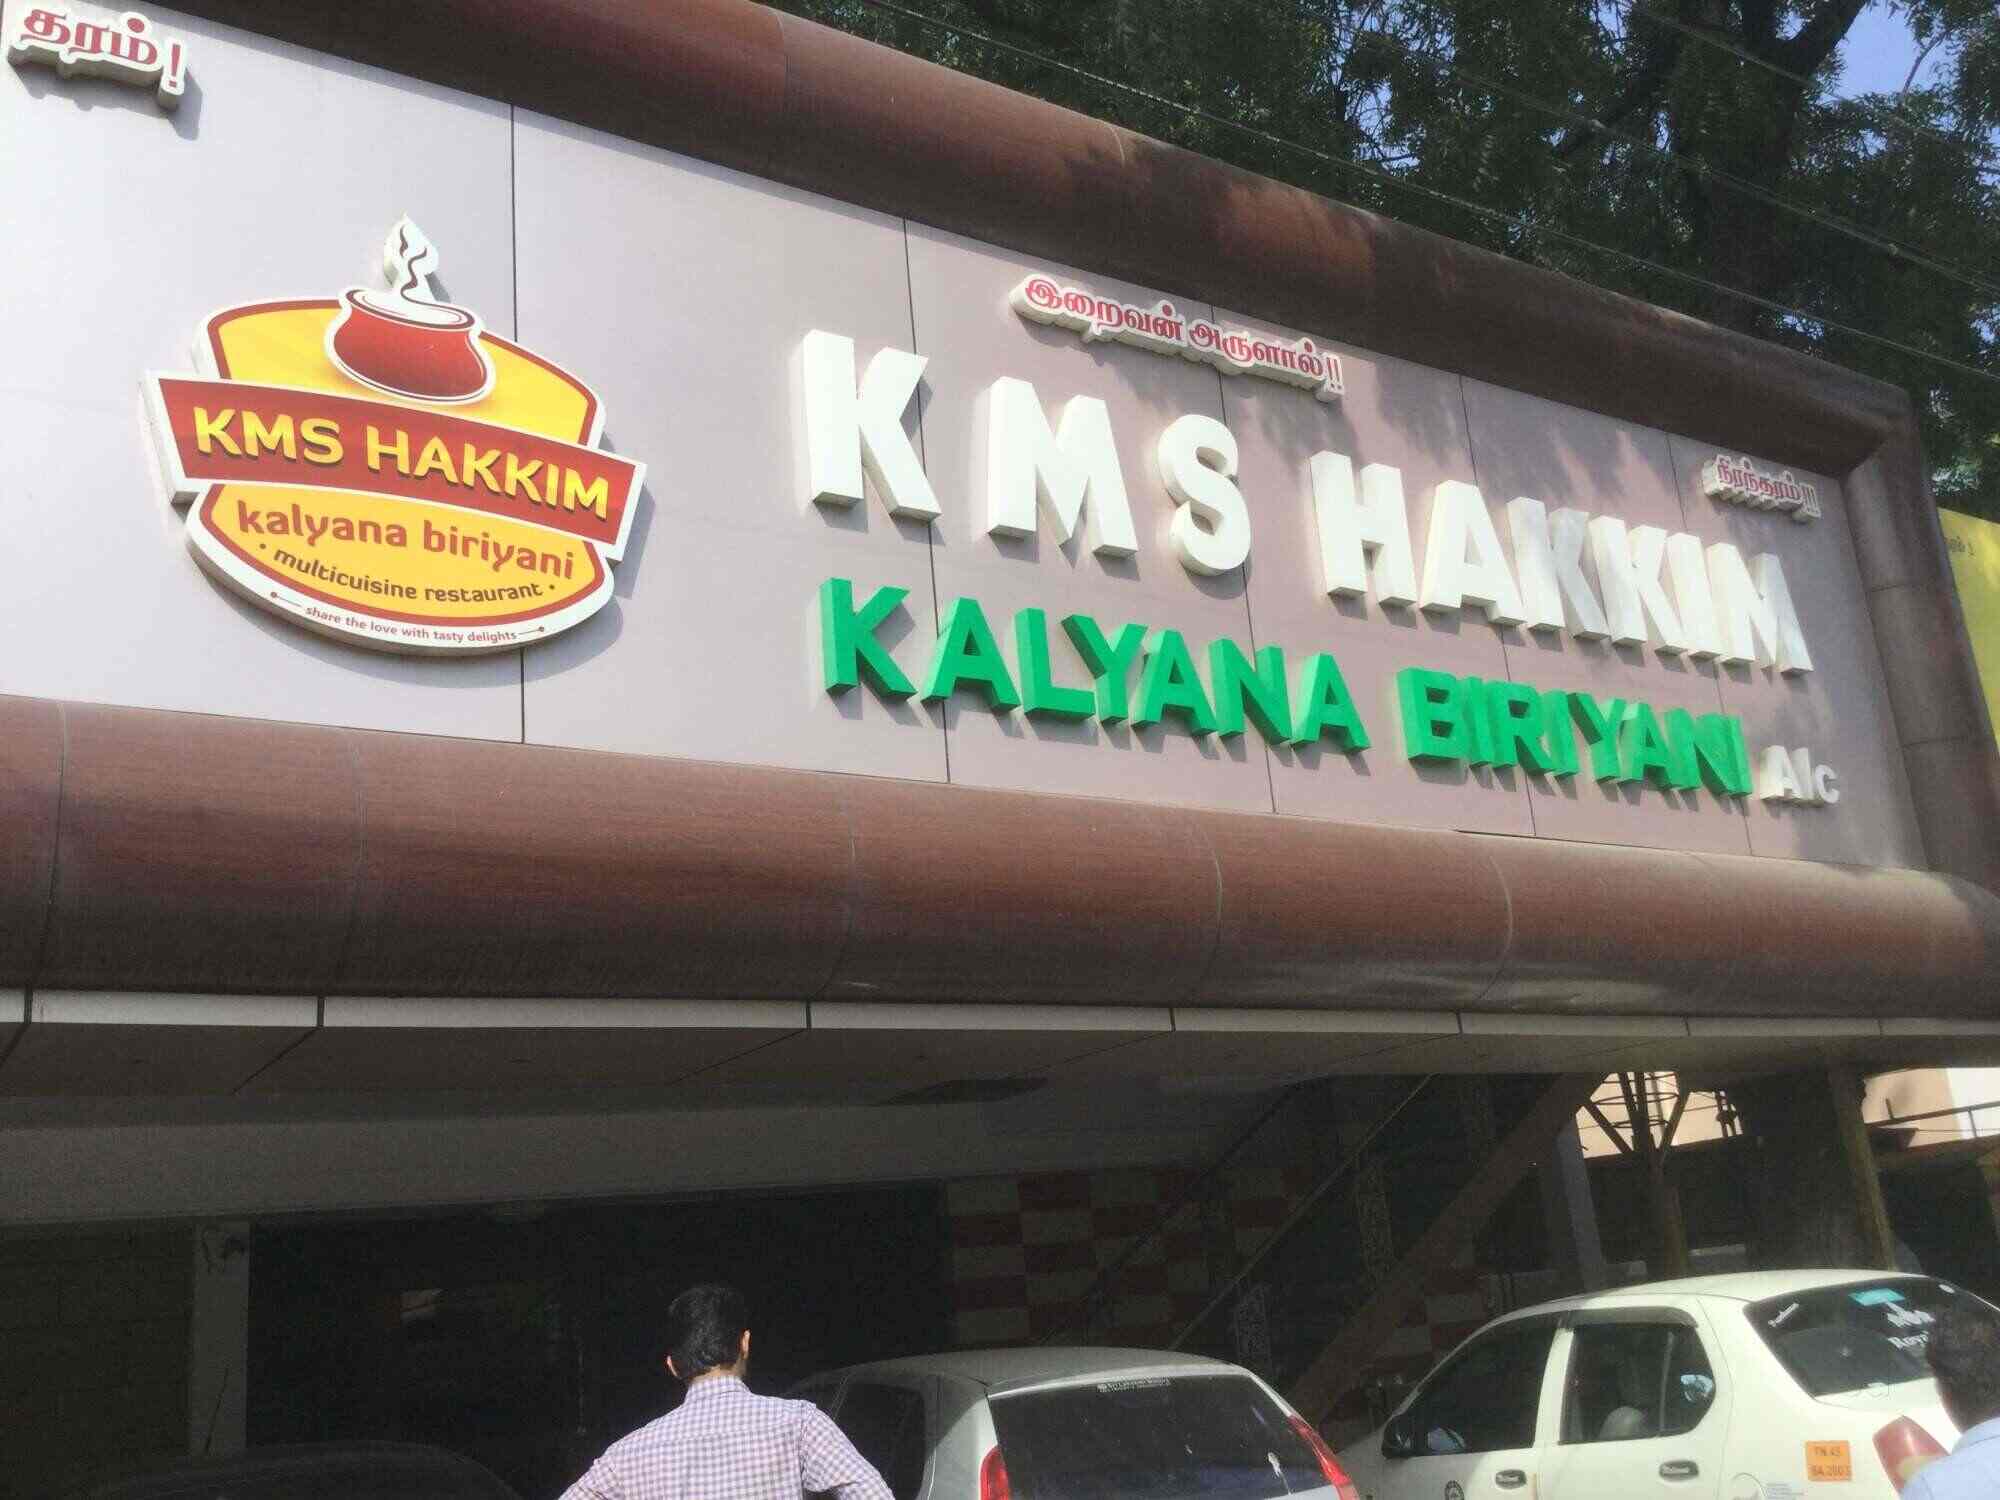 தரம்!
இறைவன் அருளால்!!
நிரந்தரம்!!!
KMS HAKKIM
kalyana biriyani
• multicuisine restaurant •
share the love with tasty delights
KMS HAKKIM
KALYANA BIRIYANI A/c